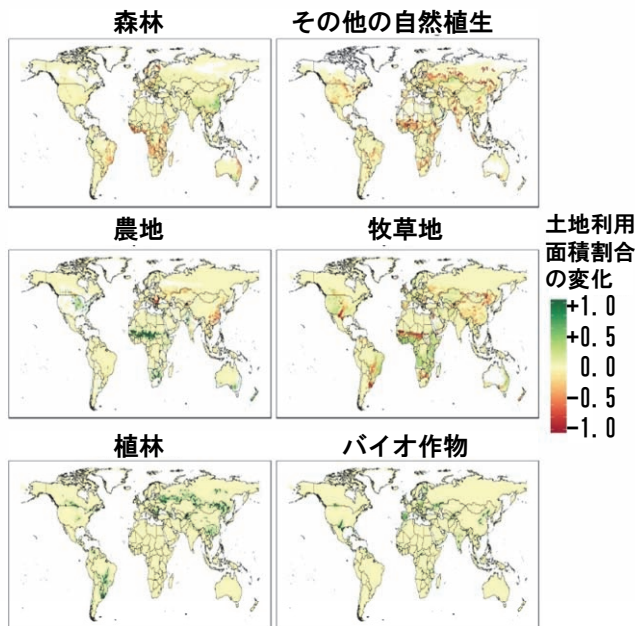 森林
その他の自然植生
農地
牧草地
土地利用
面積割合
の変化
+1.0
+0.5
0.0
-0.5
-1.0
植林
バイオ作物